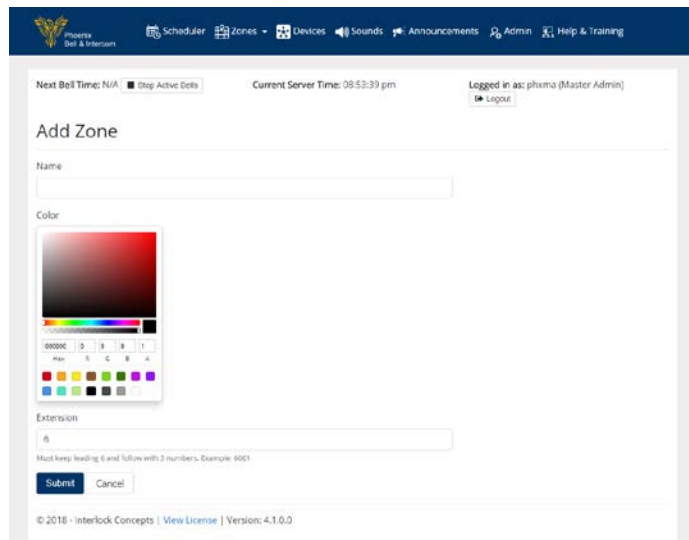 Phoenix
Bell & Intercom
Scheduler Zones Devices Sounds Announcements Admin Help & Training
Next Bell Time: N/A Stop Active Bells Current Server Time: 08:53:39 pm Logged in as: phxma (Master Admin)
Logout
Add Zone
Name
Color
000000 0 0 0 1
Hex R G B A
Extension
6
Must keep leading 6 and follow with 3 numbers. Example: 6001
Submit Cancel
© 2018 - Interlock Concepts | View License | Version: 4.1.0.0